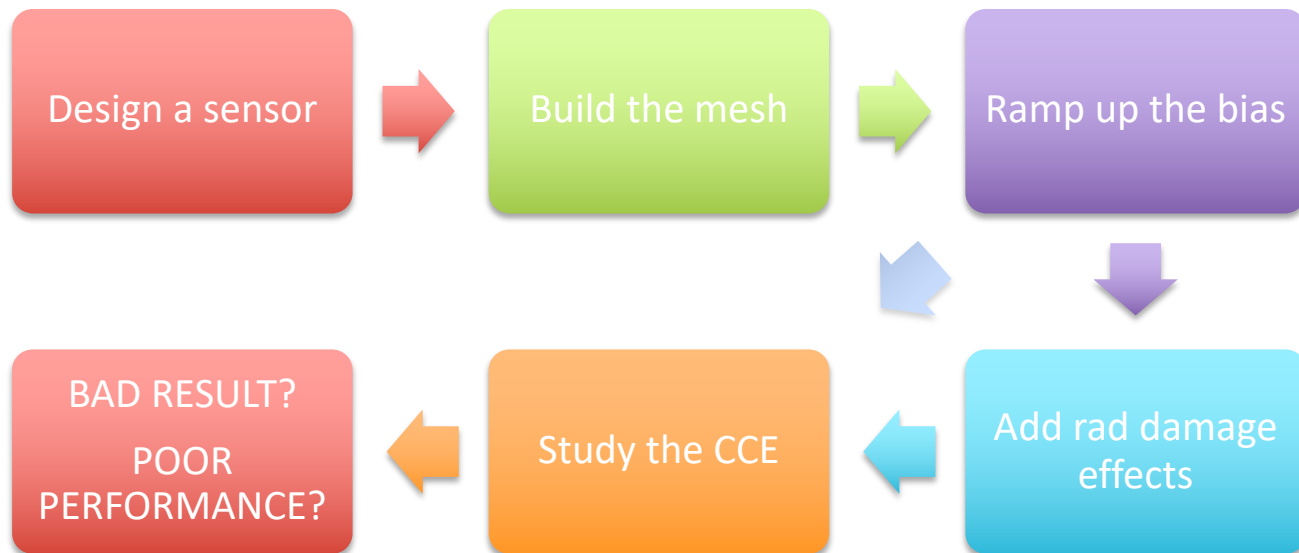 Design a sensor
Build the mesh
Ramp up the bias
BAD RESULT?
POOR
PERFORMANCE?
Study the CCE
Add rad damage
effects